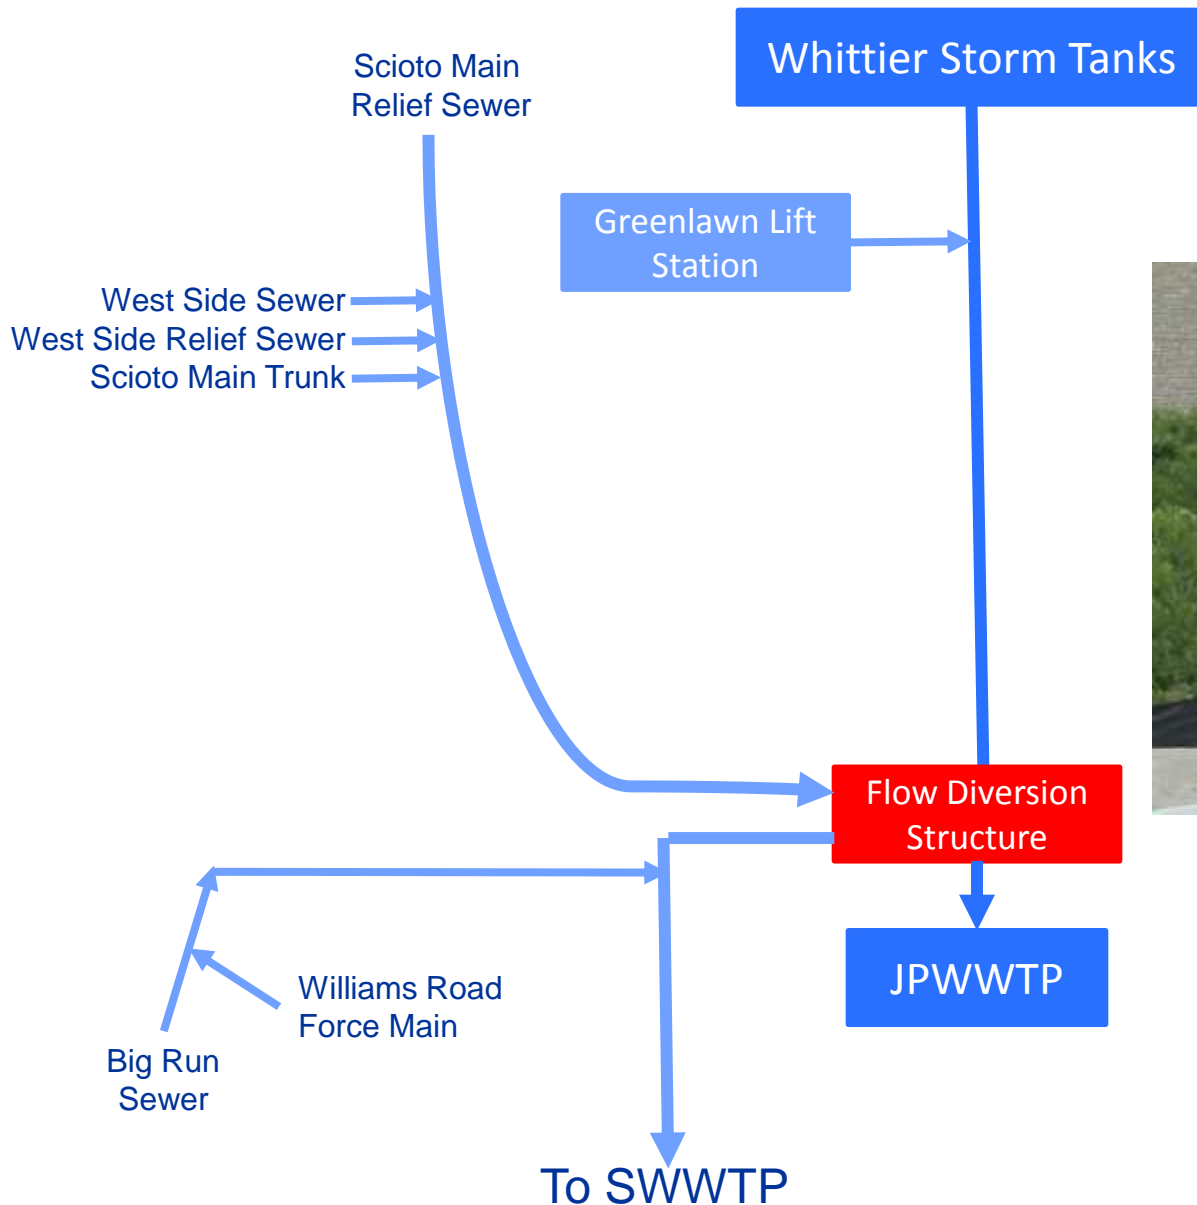 Scioto Main
Relief Sewer
Whittier Storm Tanks
Greenlawn Lift
Station
West Side Sewer
West Side Relief Sewer
Scioto Main Trunk
Flow Diversion
Structure
JPWWTP
Williams Road
Force Main
Big Run
Sewer
To SWWTP